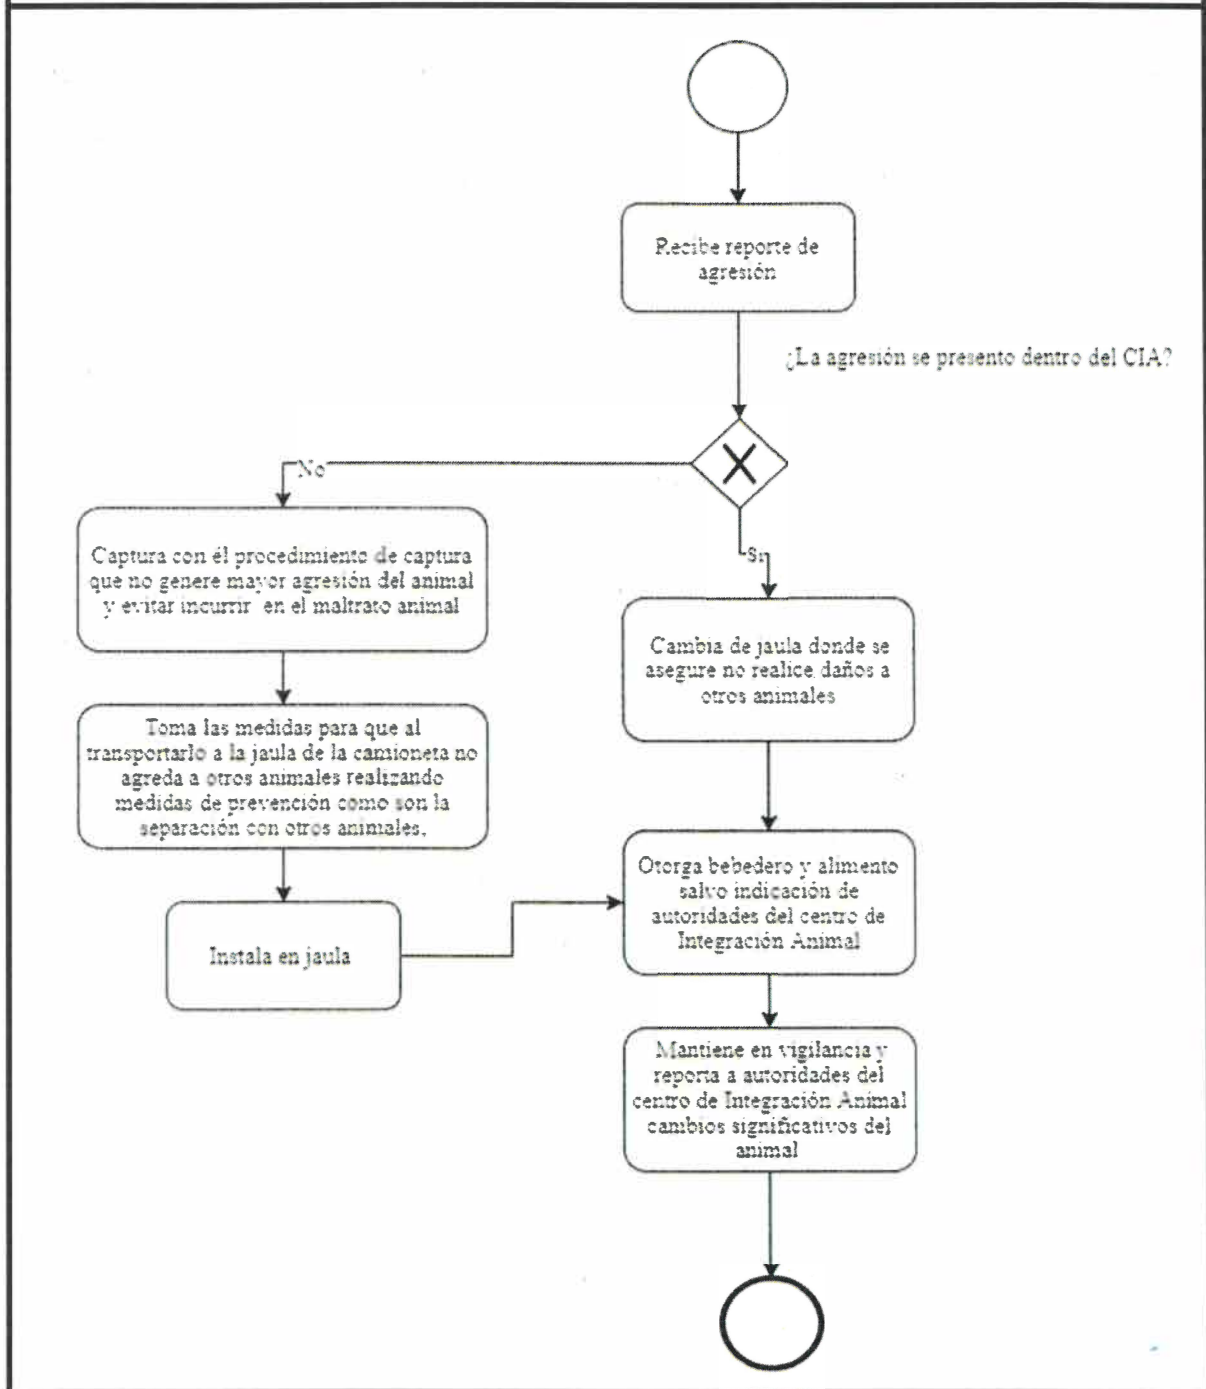 Recibe reporte de
agresión
¿La agresión se presento dentro del CIA?
No
Si
Captura con él procedimiento de captura
que no genere mayor agresión del animal
y evitar incurrir en el maltrato animal
Cambia de jaula donde se
asegure no realice daños a
otros animales
Toma las medidas para que al
transportarlo a la jaula de la camioneta no
agreda a otros animales realizando
medidas de prevención como son la
separación con otros animales.
Otorga bebedero y alimento
salvo indicación de
autoridades del centro de
Integración Animal
Instala en jaula
Mantiene en vigilancia y
reporta a autoridades del
centro de Integración Animal
cambios significativos del
animal